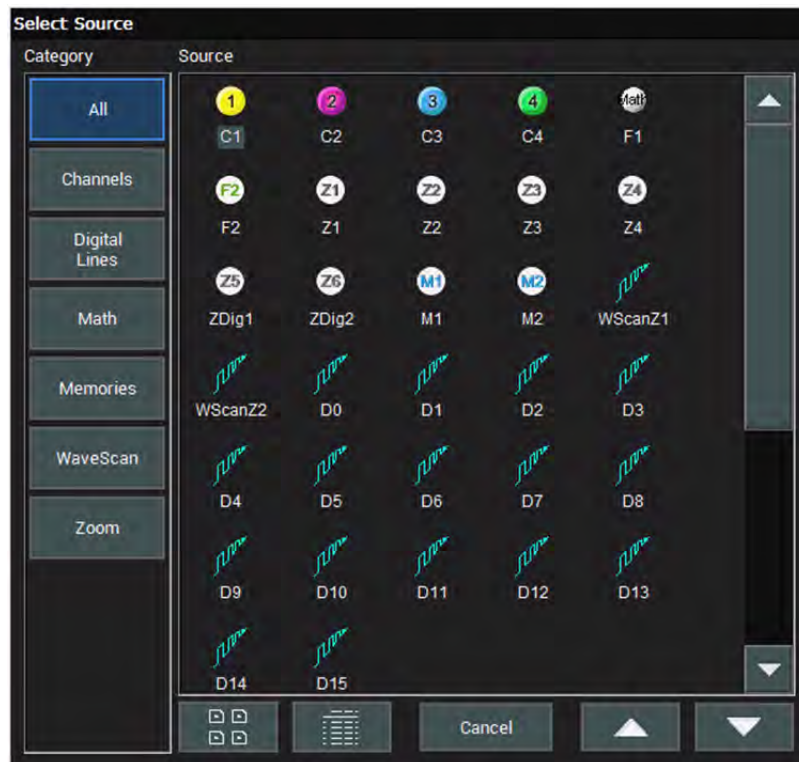 Select Source
Category
Source
All
Channels
Digital
Lines
Math
Memories
WaveScan
Zoom
1 2 3 4 Math
C1 C2 C3 C4 F1
F2 Z1 Z2 Z3 Z4
F2 Z1 Z2 Z3 Z4
Z5 Z6 M1 M2
ZDig1 ZDig2 M1 M2 WScanZ1
WScanZ2 D0 D1 D2 D3
D4 D5 D6 D7 D8
D9 D10 D11 D12 D13
D14 D15
Cancel